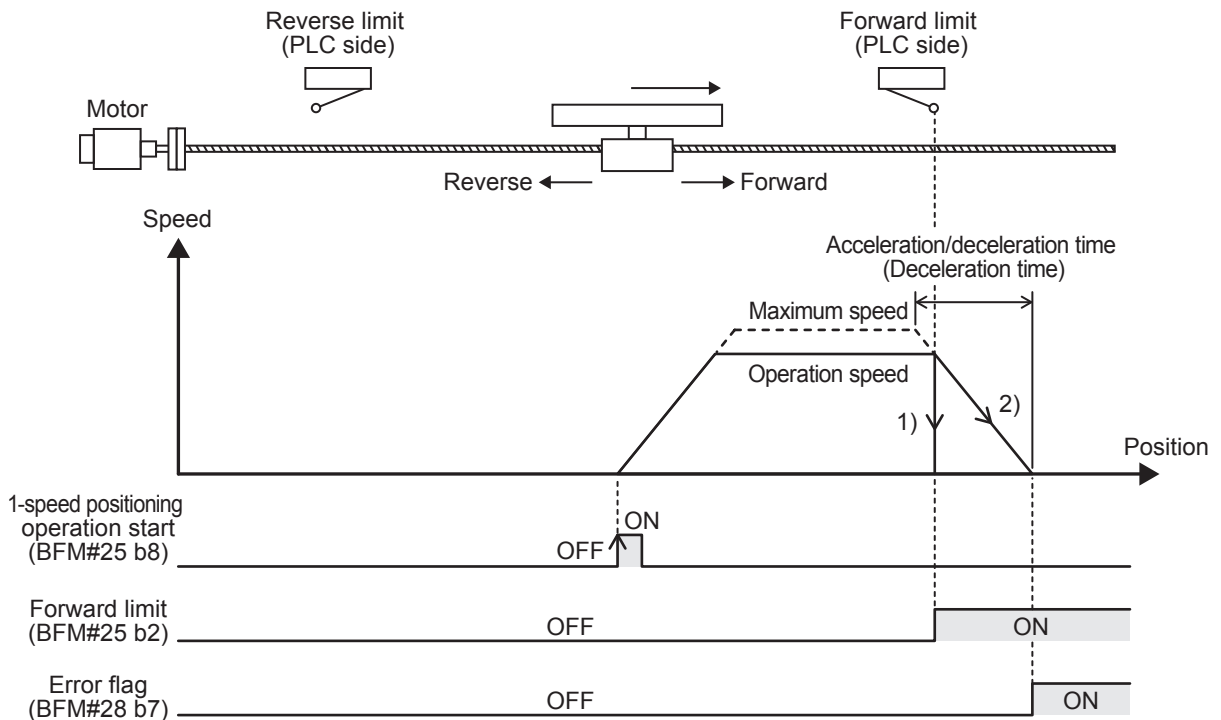 Reverse limit
(PLC side)
Forward limit
(PLC side)
Motor
Reverse
Forward
Speed
Acceleration/deceleration time
(Deceleration time)
Maximum speed
Operation speed
1)
2)
Position
1-speed positioning
operation start
(BFM#25 b8)
OFF
ON
Forward limit
(BFM#25 b2)
OFF
ON
Error flag
(BFM#28 b7)
OFF
ON